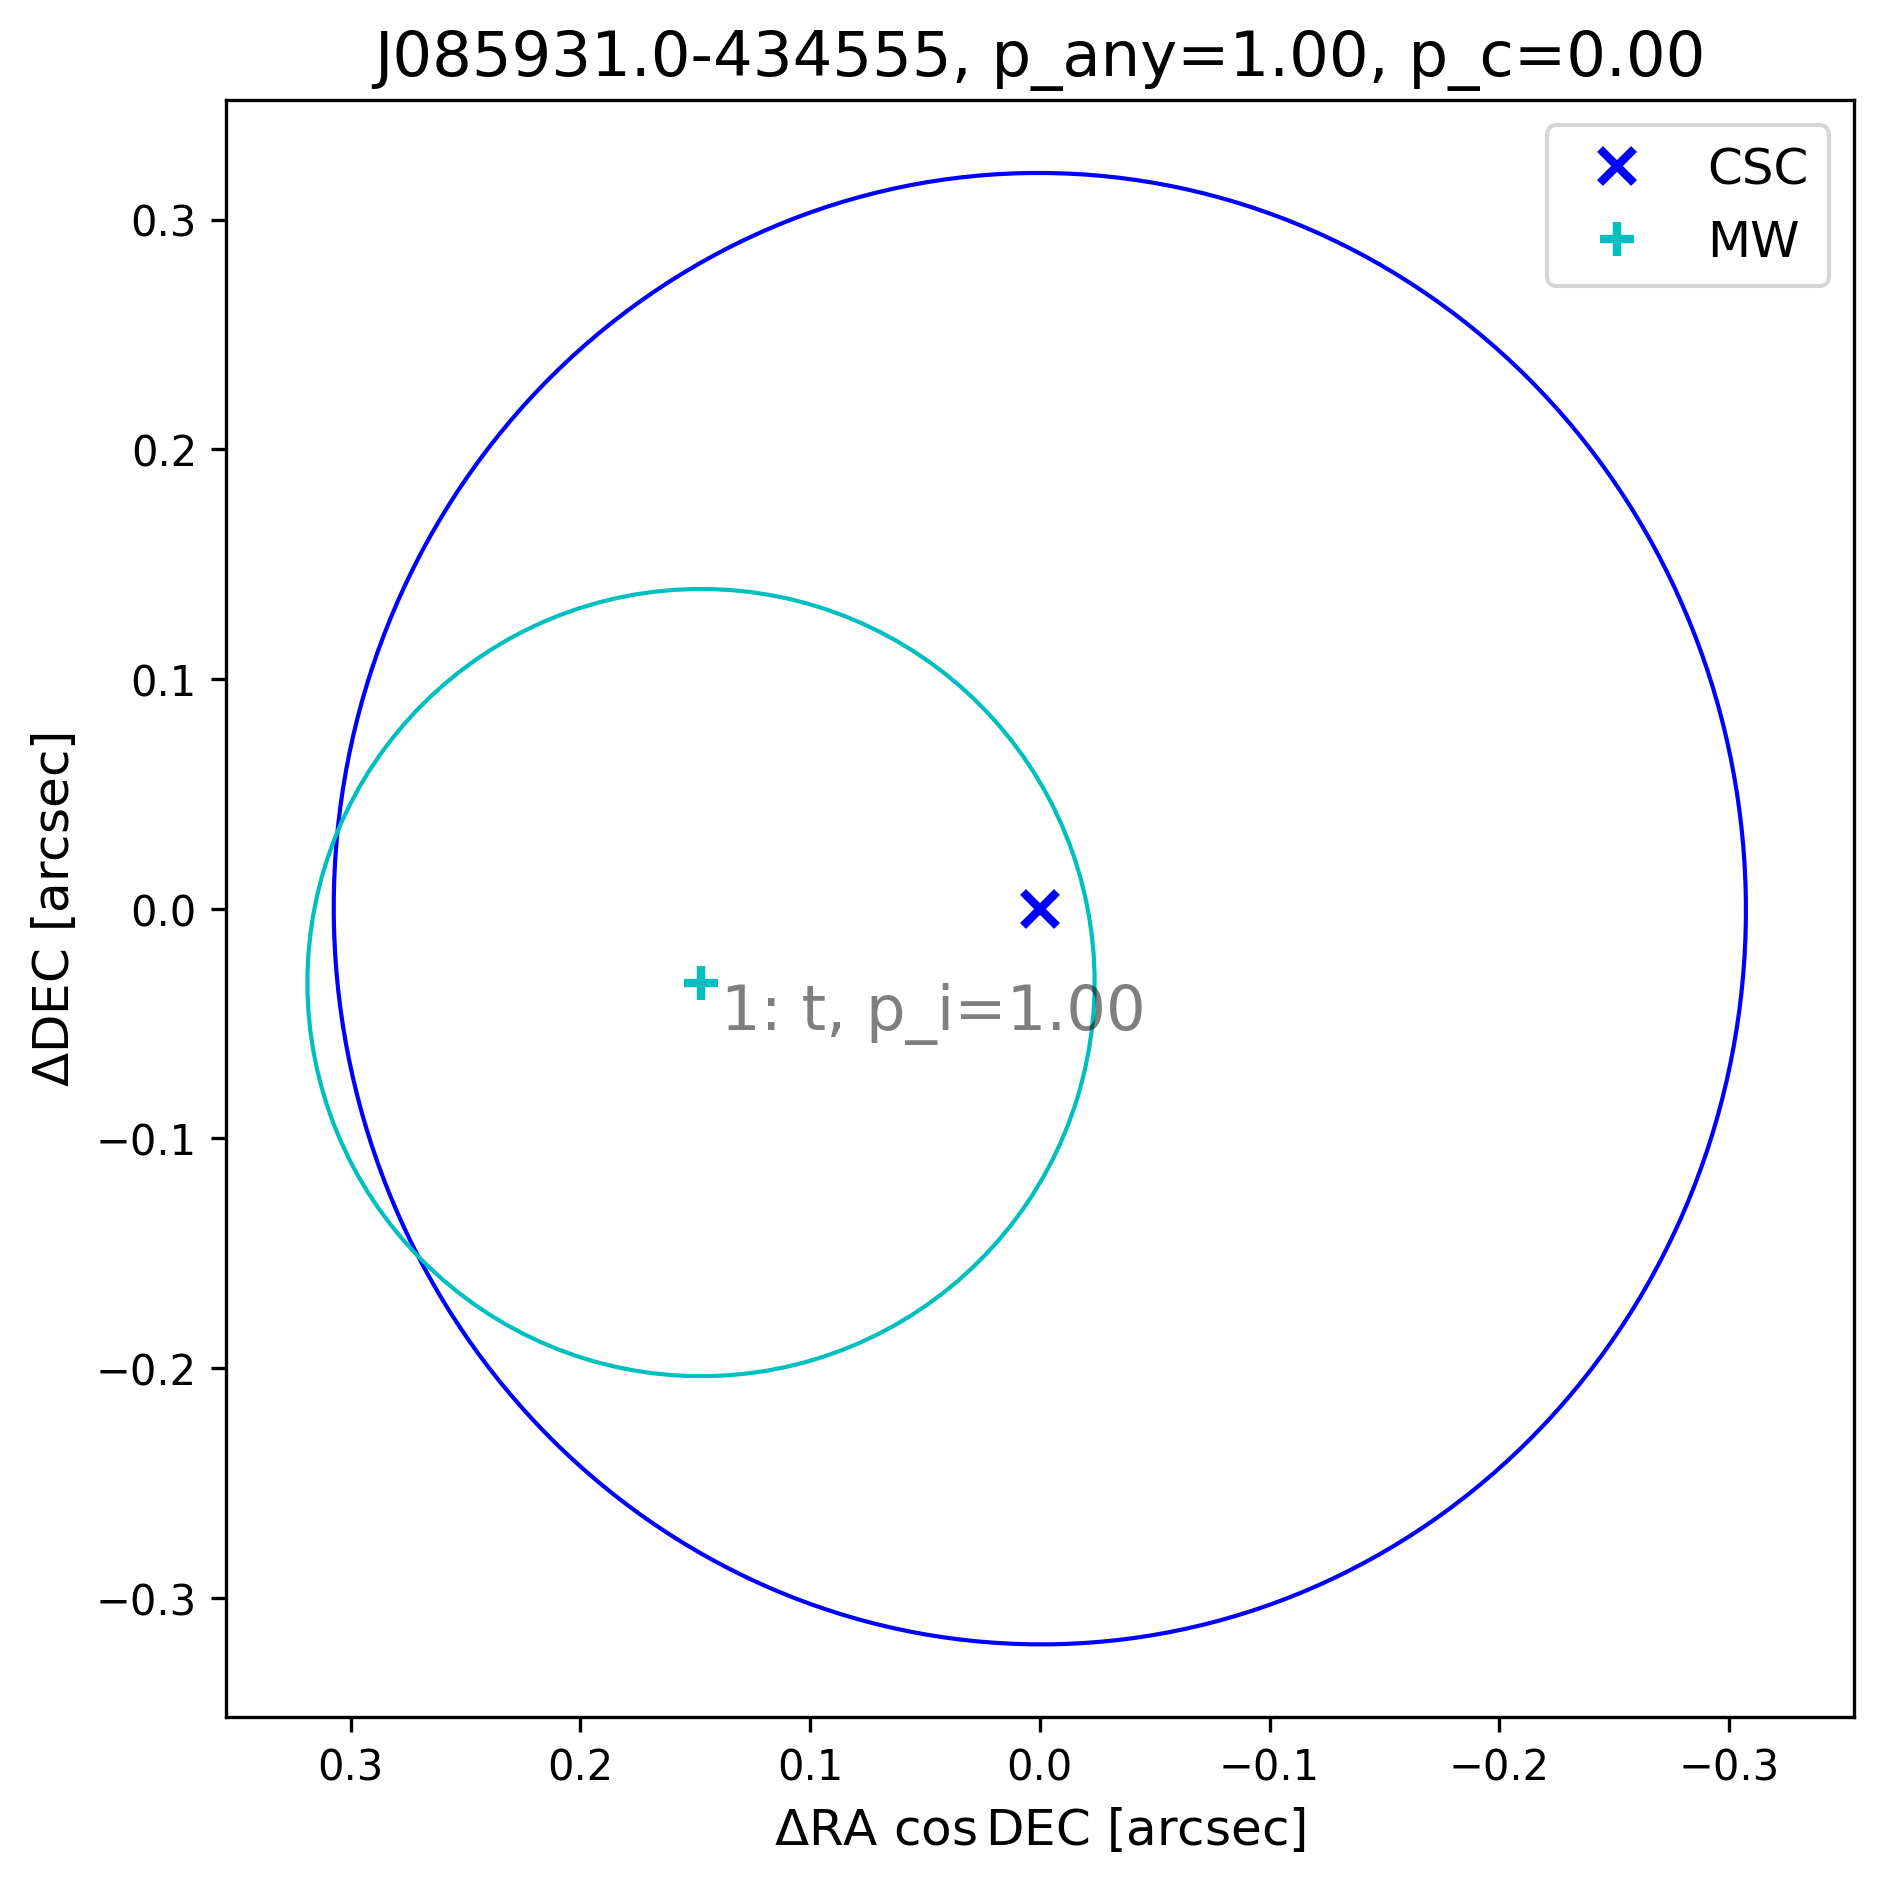 J085931.0-434555, p_any=1.00, p_c=0.00
CSC
MW
0.3
0.2
0.1
0.0
−0.1
−0.2
−0.3
ΔDEC [arcsec]
1: t, p_i=1.00
0.3
0.2
0.1
0.0
−0.1
−0.2
−0.3
ΔRA cos DEC [arcsec]